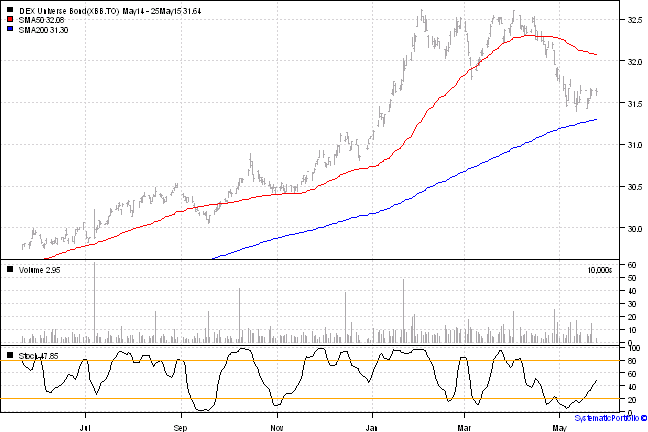 DEX Universe Bond(XBB.TO) May14 - 25May15 31.64
SMA50 32.08
SMA200 31.30
32.5
32.0
31.5
31.0
30.5
30.0
Volume 2.95
10,000s
60
50
40
30
20
10
0
Stoch 47.85
100
80
60
40
20
0
Jul
Sep
Nov
Jan
Mar
May
SystematicPortfolio ©